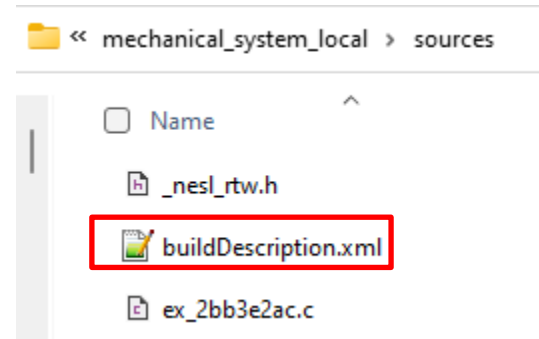 « mechanical_system_local > sources
Name
_nesl_rtw.h
buildDescription.xml
ex_2bb3e2ac.c